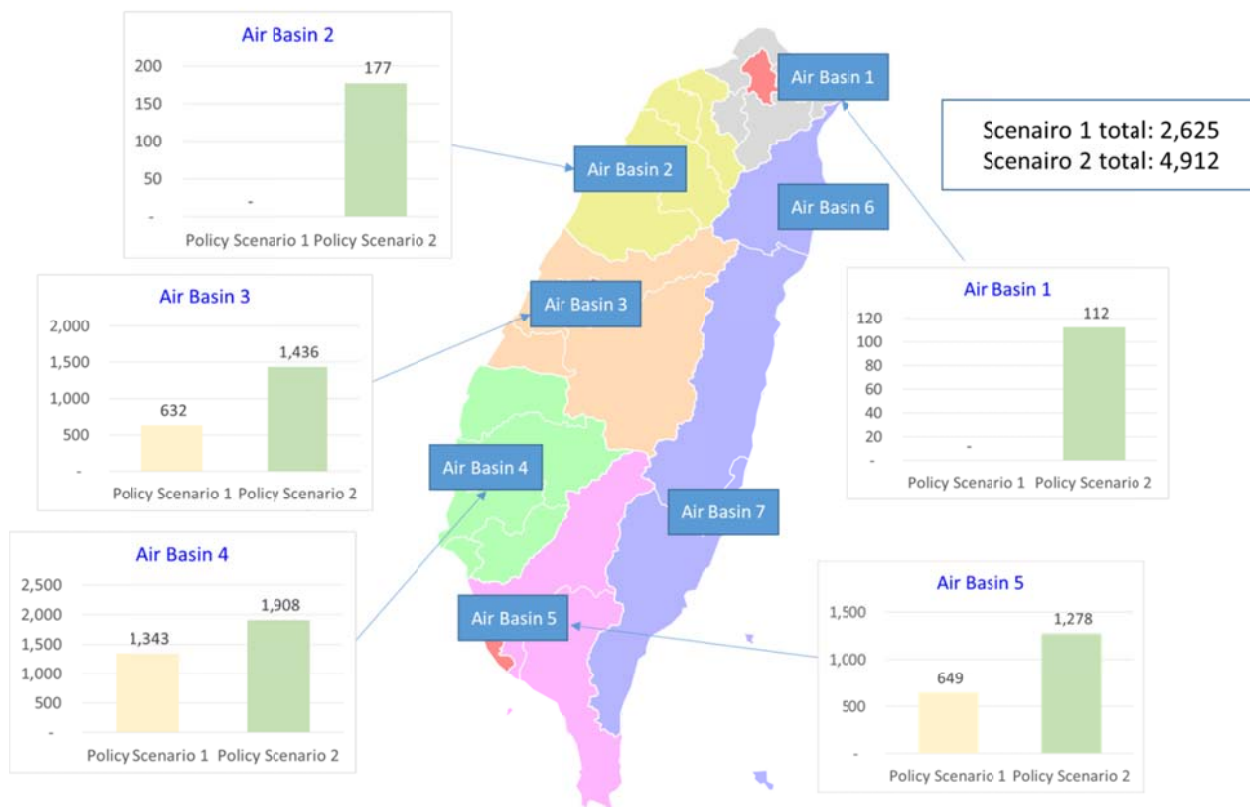 Air Basin 2
200
177
150
100
50
-
-
Policy Scenario 1 Policy Scenario 2
Air Basin 3
2,000
1,500
1,436
1,000
632
500
-
Policy Scenario 1 Policy Scenario 2
Air Basin 4
2,500
2,000
1,908
1,500
1,343
1,000
500
-
Policy Scenario 1 Policy Scenario 2
Air Basin 1
Air Basin 2
Air Basin 6
Air Basin 3
Air Basin 4
Air Basin 7
Air Basin 5
Scenairo 1 total: 2,625
Scenairo 2 total: 4,912
Air Basin 1
120
112
100
80
60
40
20
-
-
Policy Scenario 1 Policy Scenario 2
Air Basin 5
1,500
1,278
1,000
649
500
-
Policy Scenario 1 Policy Scenario 2